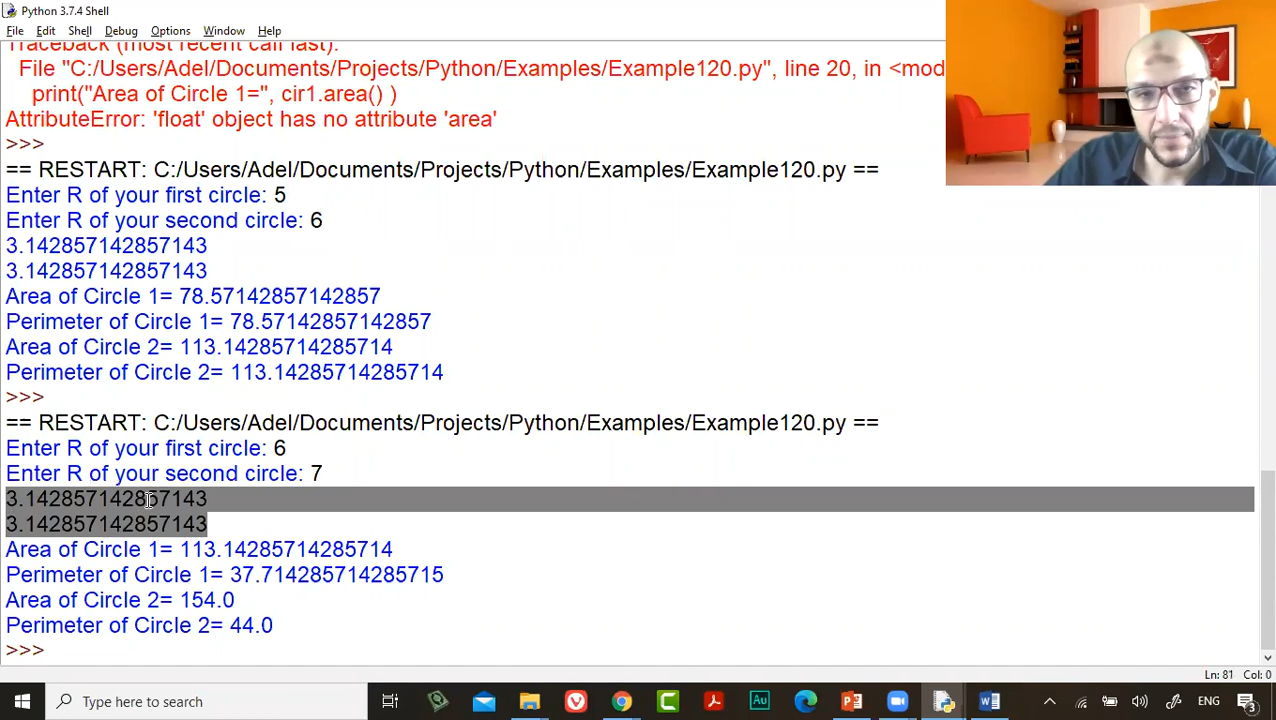 Python 3.7.4 Shell
File Edit Shell Debug Options Window Help
Traceback (most recent call last):
File "C:/Users/Adel/Documents/Projects/Python/Examples/Example120.py", line 20, in <mod
print("Area of Circle 1=", cir1.area() )
AttributeError: 'float' object has no attribute 'area'
>>>
== RESTART: C:/Users/Adel/Documents/Projects/Python/Examples/Example120.py ==
Enter R of your first circle: 5
Enter R of your second circle: 6
3.142857142857143
3.142857142857143
Area of Circle 1= 78.57142857142857
Perimeter of Circle 1= 78.57142857142857
Area of Circle 2= 113.14285714285714
Perimeter of Circle 2= 113.14285714285714
>>>
== RESTART: C:/Users/Adel/Documents/Projects/Python/Examples/Example120.py ==
Enter R of your first circle: 6
Enter R of your second circle: 7
3.142857142857143
3.142857142857143
Area of Circle 1= 113.14285714285714
Perimeter of Circle 1= 37.714285714285715
Area of Circle 2= 154.0
Perimeter of Circle 2= 44.0
>>>
Ln: 81 Col: 0
Type here to search
Au
ENG
3